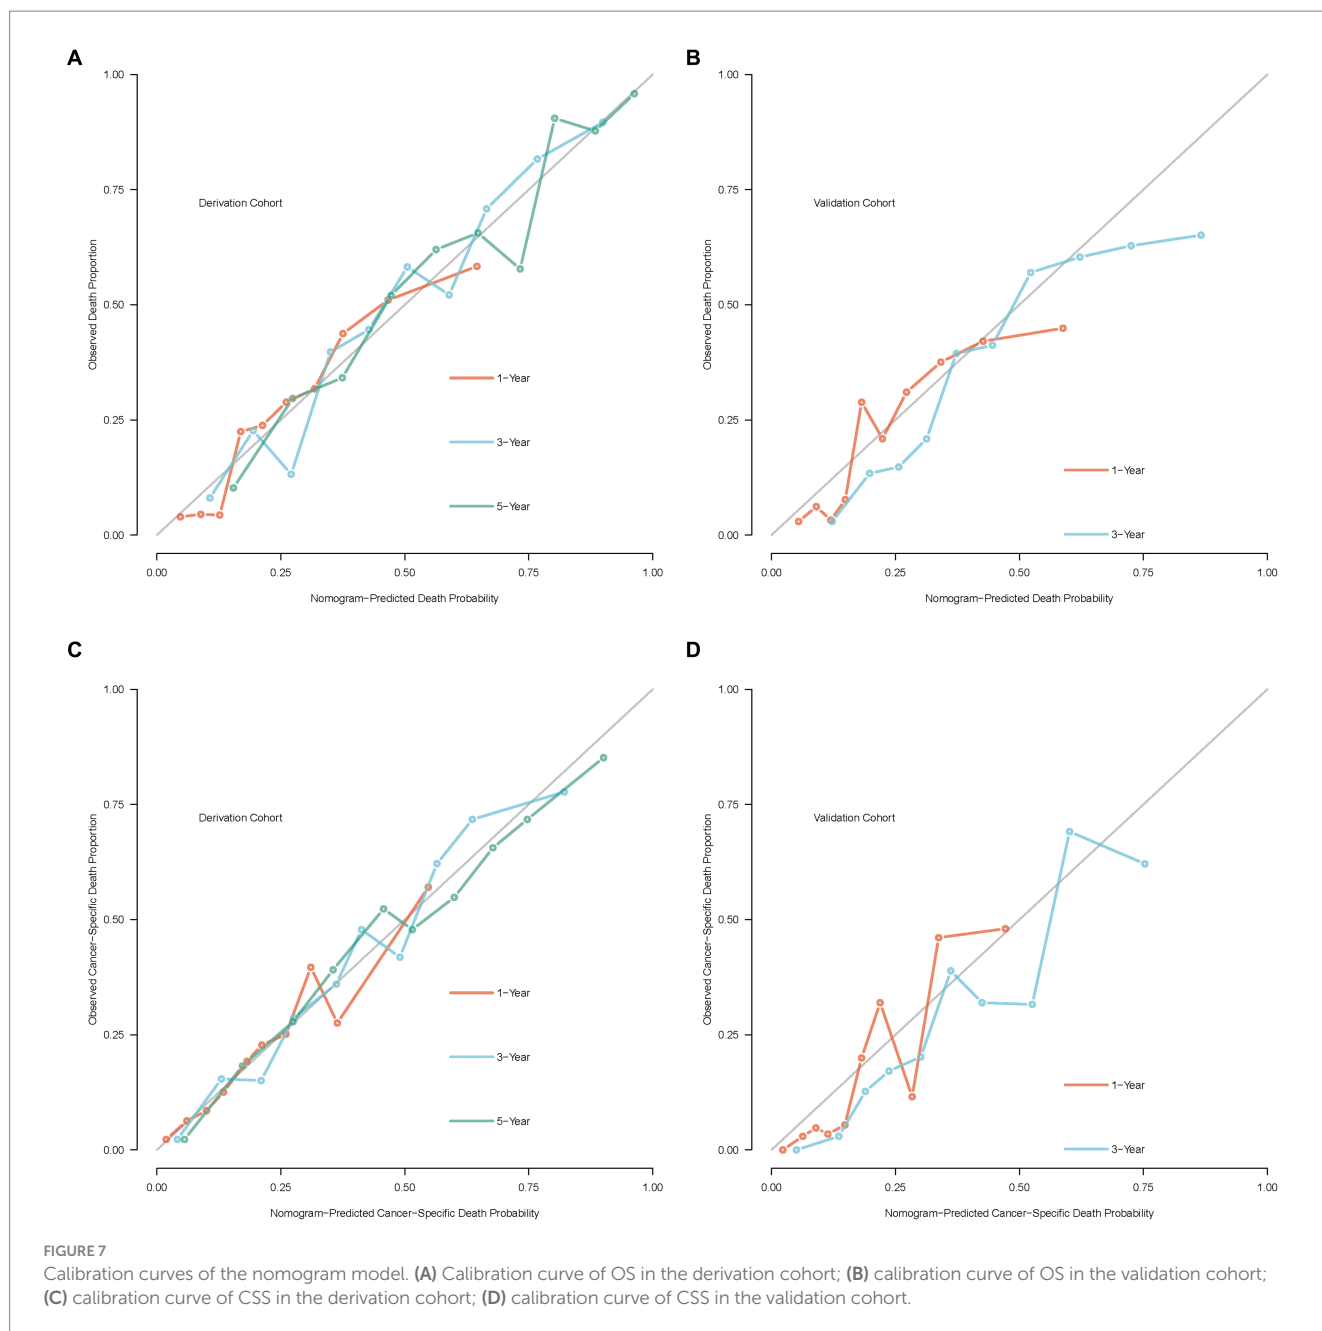 A
1.00
0.75
0.50
0.25
0.00
Observed Death Proportion
Derivation Cohort
1-Year
3-Year
5-Year
0.00 0.25 0.50 0.75 1.00
Nomogram-Predicted Death Probability
B
1.00
0.75
0.50
0.25
0.00
Observed Death Proportion
Validation Cohort
1-Year
3-Year
0.00 0.25 0.50 0.75 1.00
Nomogram-Predicted Death Probability
C
1.00
0.75
0.50
0.25
0.00
Observed Cancer-Specific Death Proportion
Derivation Cohort
1-Year
3-Year
5-Year
0.00 0.25 0.50 0.75 1.00
Nomogram-Predicted Cancer-Specific Death Probability
D
1.00
0.75
0.50
0.25
0.00
Observed Cancer-Specific Death Proportion
Validation Cohort
1-Year
3-Year
0.00 0.25 0.50 0.75 1.00
Nomogram-Predicted Cancer-Specific Death Probability
FIGURE 7
Calibration curves of the nomogram model. (A) Calibration curve of OS in the derivation cohort; (B) calibration curve of OS in the validation cohort;
(C) calibration curve of CSS in the derivation cohort; (D) calibration curve of CSS in the validation cohort.